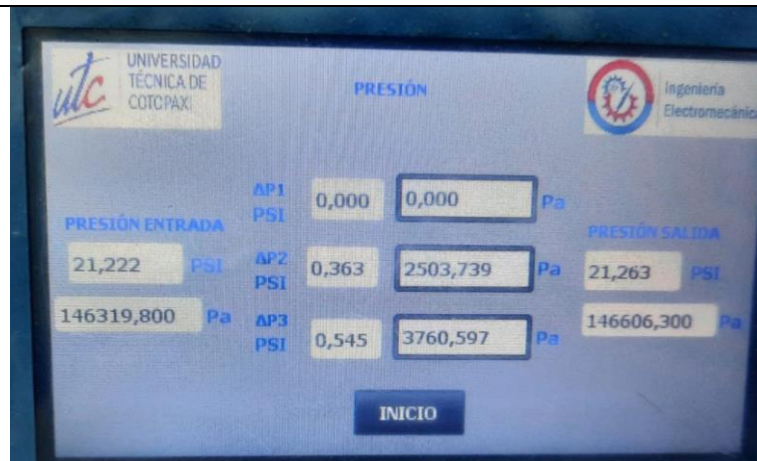 utc
UNIVERSIDAD
TÉCNICA DE
COTOPAXI
PRESIÓN
Ingeniería
Electromecánica
ΔP1
PSI
0,000
0,000
Pa
PRESIÓN ENTRADA
21,222 PSI
146319,800 Pa
ΔP2
PSI
0,363
2503,739
Pa
ΔP3
PSI
0,545
3760,597
Pa
PRESIÓN SALIDA
21,263 PSI
146606,300 Pa
INICIO